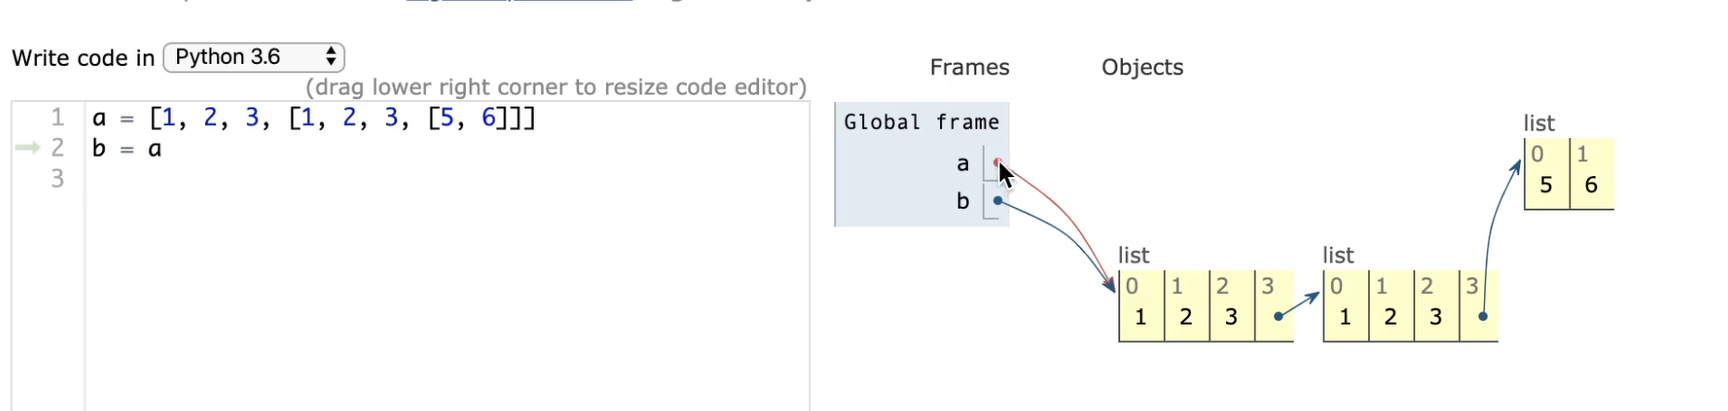 Write code in Python 3.6
(drag lower right corner to resize code editor)
1 a = [1, 2, 3, [1, 2, 3, [5, 6]]]
2 b = a
3
Frames Objects
Global frame
a
b
list
0 1
5 6
list
0 1 2 3
1 2 3
list
0 1 2 3
1 2 3